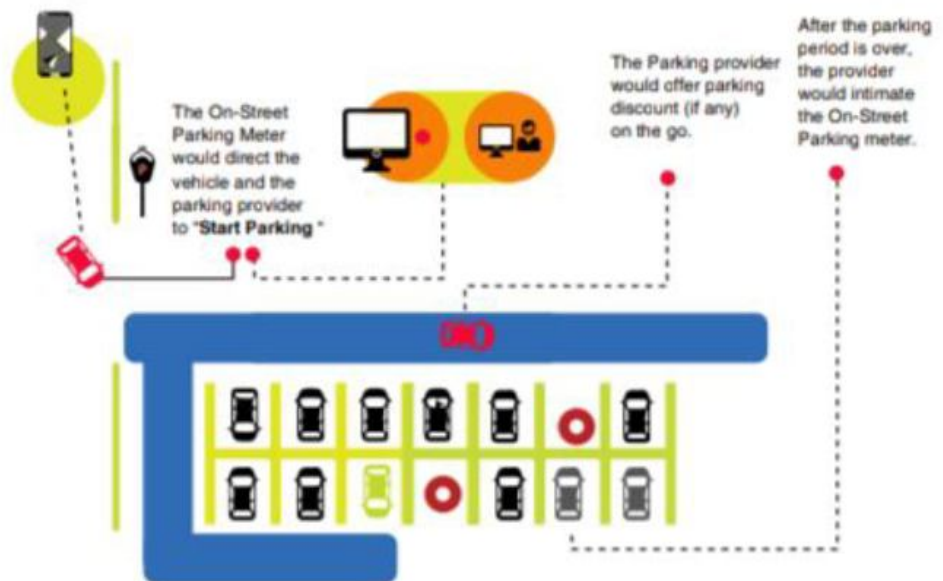 The On-Street
Parking Meter
would direct the
vehicle and the
parking provider
to "Start Parking "
The Parking provider
would offer parking
discount (if any)
on the go.
After the parking
period is over,
the provider
would intimate
the On-Street
Parking meter.